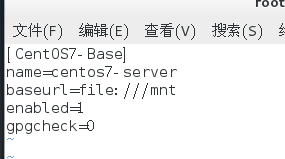 root
文件(F) 编辑(E) 查看(V) 搜索(S)
[CentOS7-Base]
name=centos7-server
baseurl=file:///mnt
enabled=1
gpgcheck=0
~
~